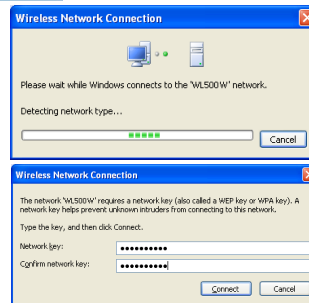 Wireless Network Connection
Please wait while Windows connects to the 'WL500W' network.
Detecting network type...
Cancel
Wireless Network Connection
The network 'WL500W' requires a network key (also called a WEP key or WPA key). A
network key helps prevent unknown intruders from connecting to this network.
Type the key, and then click Connect.
Network key: ••••••••••
Confirm network key: ••••••••••
Connect Cancel